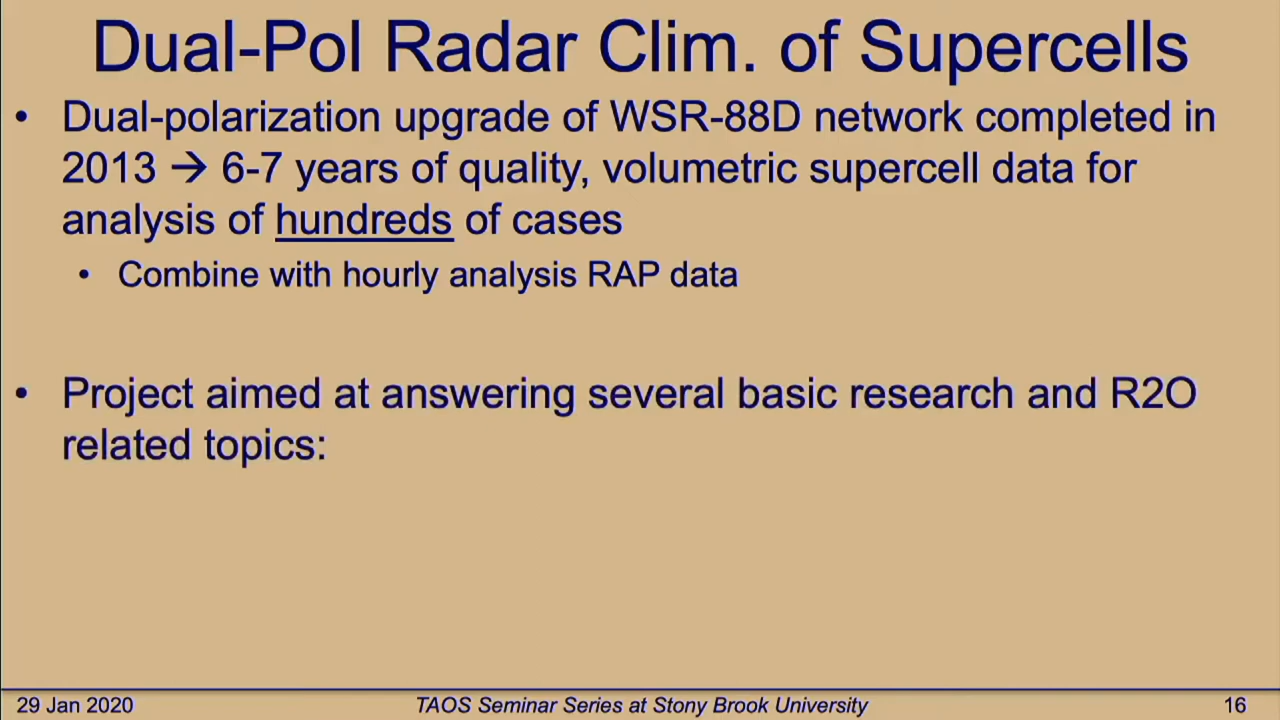 Dual-Pol Radar Clim. of Supercells
• Dual-polarization upgrade of WSR-88D network completed in
2013 → 6-7 years of quality, volumetric supercell data for
analysis of hundreds of cases
• Combine with hourly analysis RAP data
• Project aimed at answering several basic research and R2O
related topics:
29 Jan 2020 TAOS Seminar Series at Stony Brook University 16